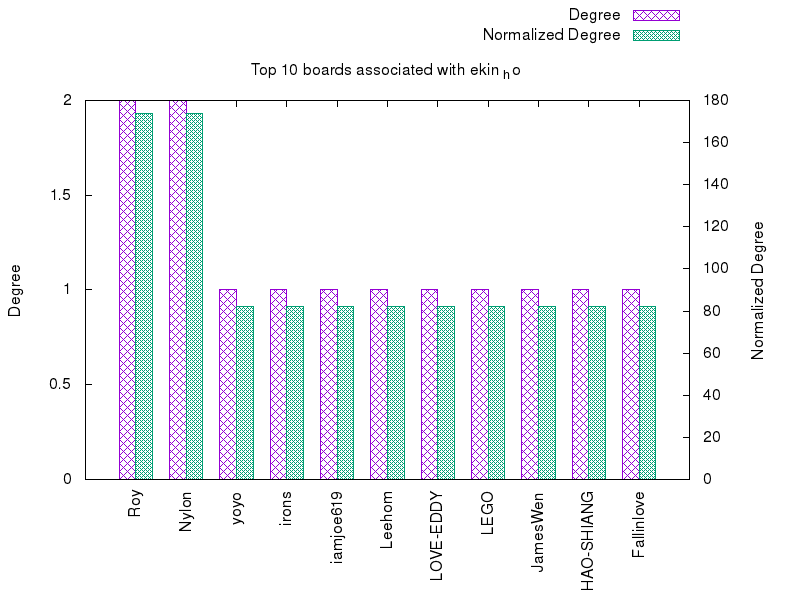 Degree
Normalized Degree
Top 10 boards associated with ekin h o
2
180
160
1.5
140
120
1
100
80
60
0.5
40
20
0
0
Degree
Normalized Degree
Roy
Nylon
yoyo
irons
iamjoe619
Leehom
LOVE-EDDY
LEGO
JamesWen
HAO-SHIANG
Fallinlove